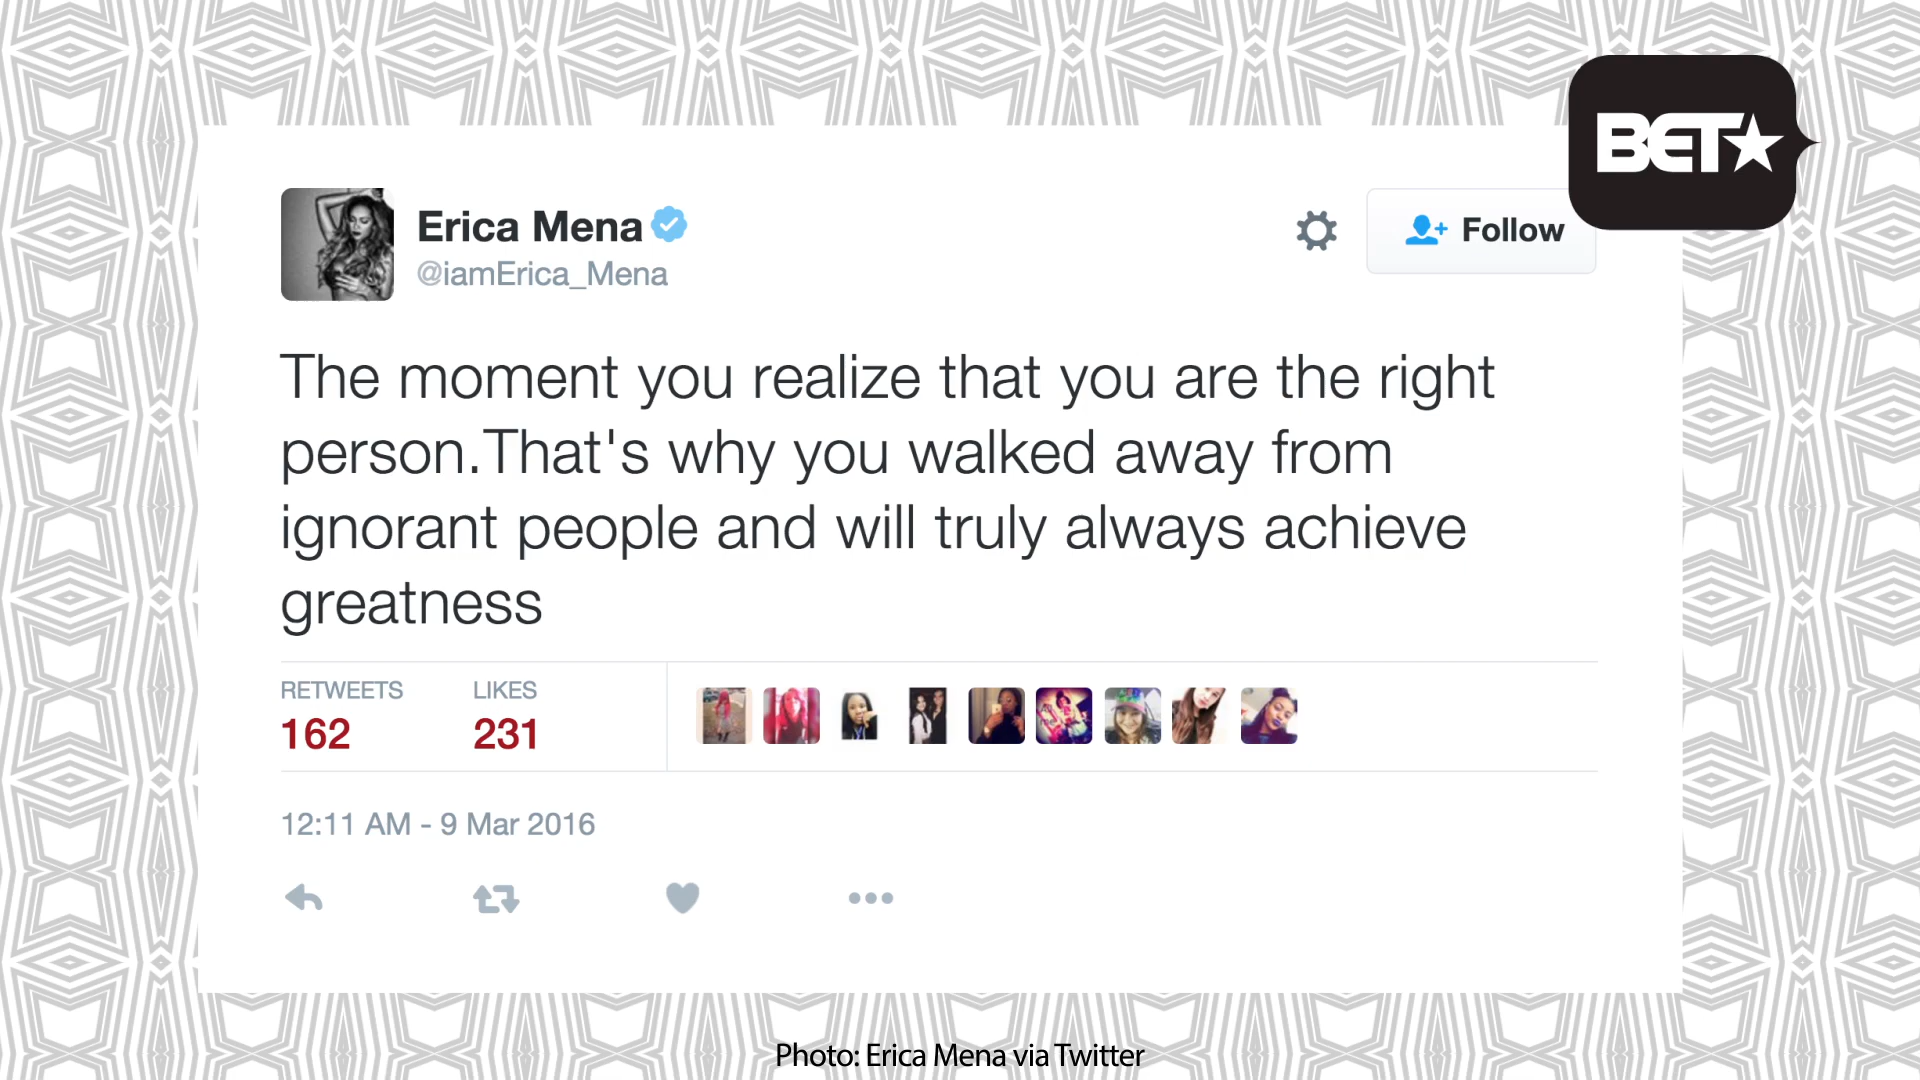 BET
Erica Mena
@iamErica_Mena
Follow
The moment you realize that you are the right
person.That's why you walked away from
ignorant people and will truly always achieve
greatness
RETWEETS
162
LIKES
231
12:11 AM - 9 Mar 2016
Photo: Erica Mena via Twitter